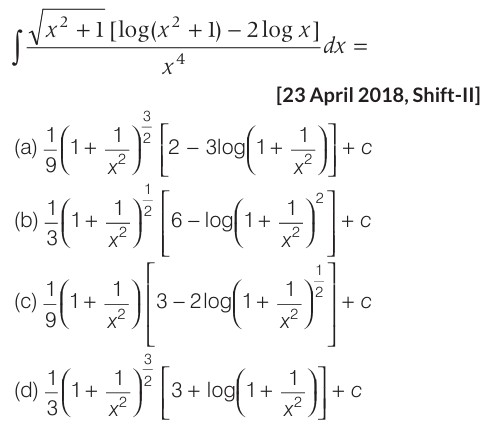 ∫ √(x² + 1) [log(x² + 1) – 2 log x] / x⁴ dx =
[23 April 2018, Shift-II]
(a) 1/9 (1 + 1/x²)^(3/2) [2 – 3log(1 + 1/x²)] + c
(b) 1/3 (1 + 1/x²)^(1/2) [6 – log(1 + 1/x²)²] + c
(c) 1/9 (1 + 1/x²) [3 – 2log(1 + 1/x²)^(1/2)] + c
(d) 1/3 (1 + 1/x²)^(3/2) [3 + log(1 + 1/x²)] + c